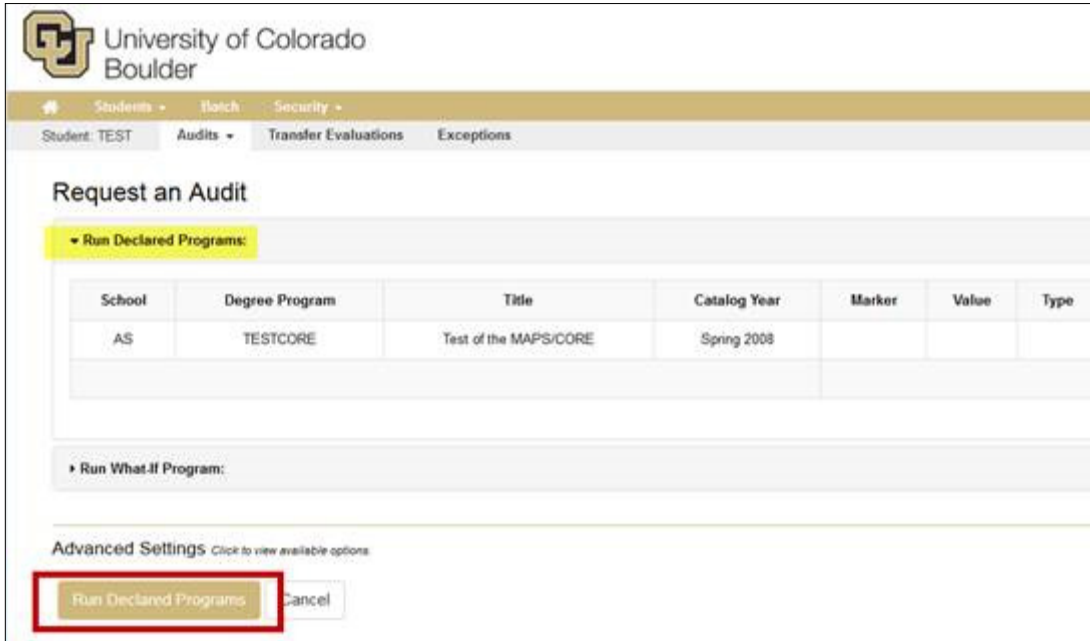 University of Colorado
Boulder
Students Batch Security
Student: TEST Audits Transfer Evaluations Exceptions
Request an Audit
Run Declared Programs:
School Degree Program Title Catalog Year Marker Value Type
AS TESTCORE Test of the MAPS/CORE Spring 2008
Run What-If Program:
Advanced Settings Click to view available options.
Run Declared Programs Cancel